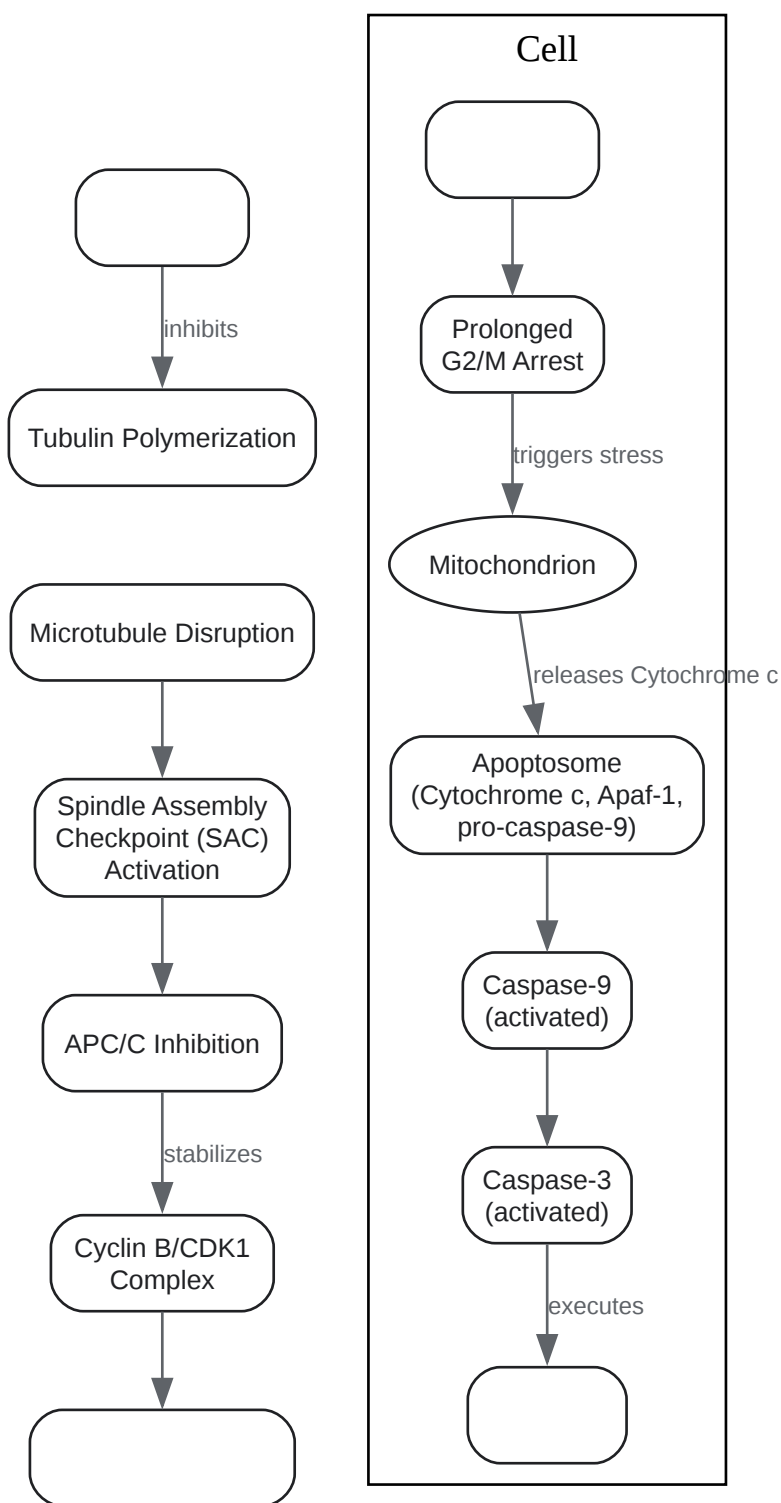 inhibits
Tubulin Polymerization
Microtubule Disruption
Spindle Assembly
Checkpoint (SAC)
Activation
APC/C Inhibition
stabilizes
Cyclin B/CDK1
Complex
Cell
Prolonged
G2/M Arrest
triggers stress
Mitochondrion
releases Cytochrome c
Apoptosome
(Cytochrome c, Apaf-1,
pro-caspase-9)
Caspase-9
(activated)
Caspase-3
(activated)
executes